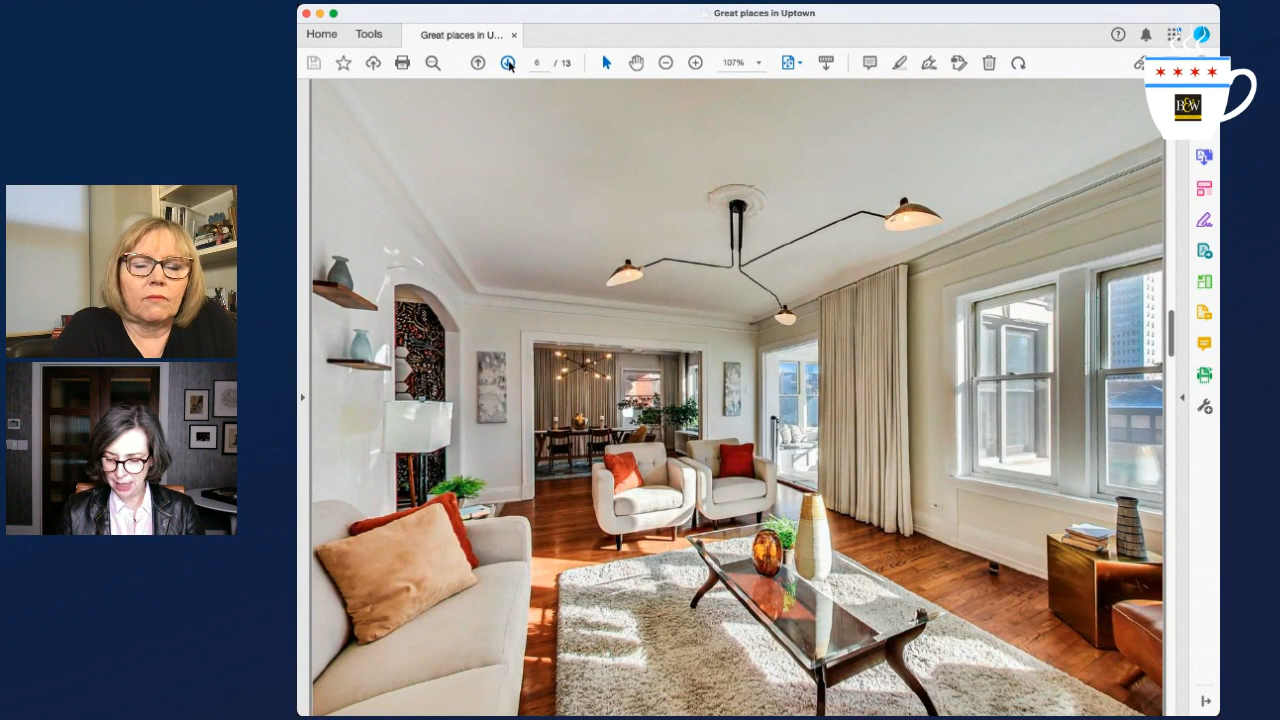 Great places in Uptown
Home Tools Great places in U... ×
6 / 13 107%
B&W